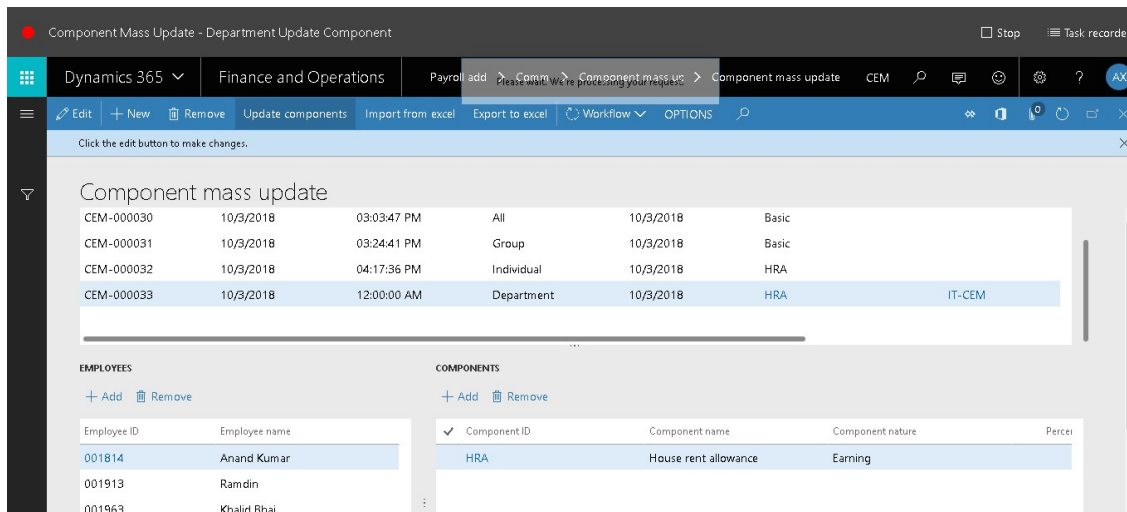 Component Mass Update - Department Update Component
Stop
Task recorde
Dynamics 365
Finance and Operations
Payroll add > Comm > Component mass up > Component mass update
CEM
?
AX
Please wait. We're processing your request.
Edit
New
Remove
Update components
Import from excel
Export to excel
Workflow
OPTIONS
0
Click the edit button to make changes.
Component mass update
CEM-000030 10/3/2018 03:03:47 PM All 10/3/2018 Basic
CEM-000031 10/3/2018 03:24:41 PM Group 10/3/2018 Basic
CEM-000032 10/3/2018 04:17:36 PM Individual 10/3/2018 HRA
CEM-000033 10/3/2018 12:00:00 AM Department 10/3/2018 HRA IT-CEM
EMPLOYEES
+ Add Remove
Employee ID Employee name
001814 Anand Kumar
001913 Ramdin
001963 Khalid Bhai
COMPONENTS
+ Add Remove
Component ID Component name Component nature Percen
HRA House rent allowance Earning